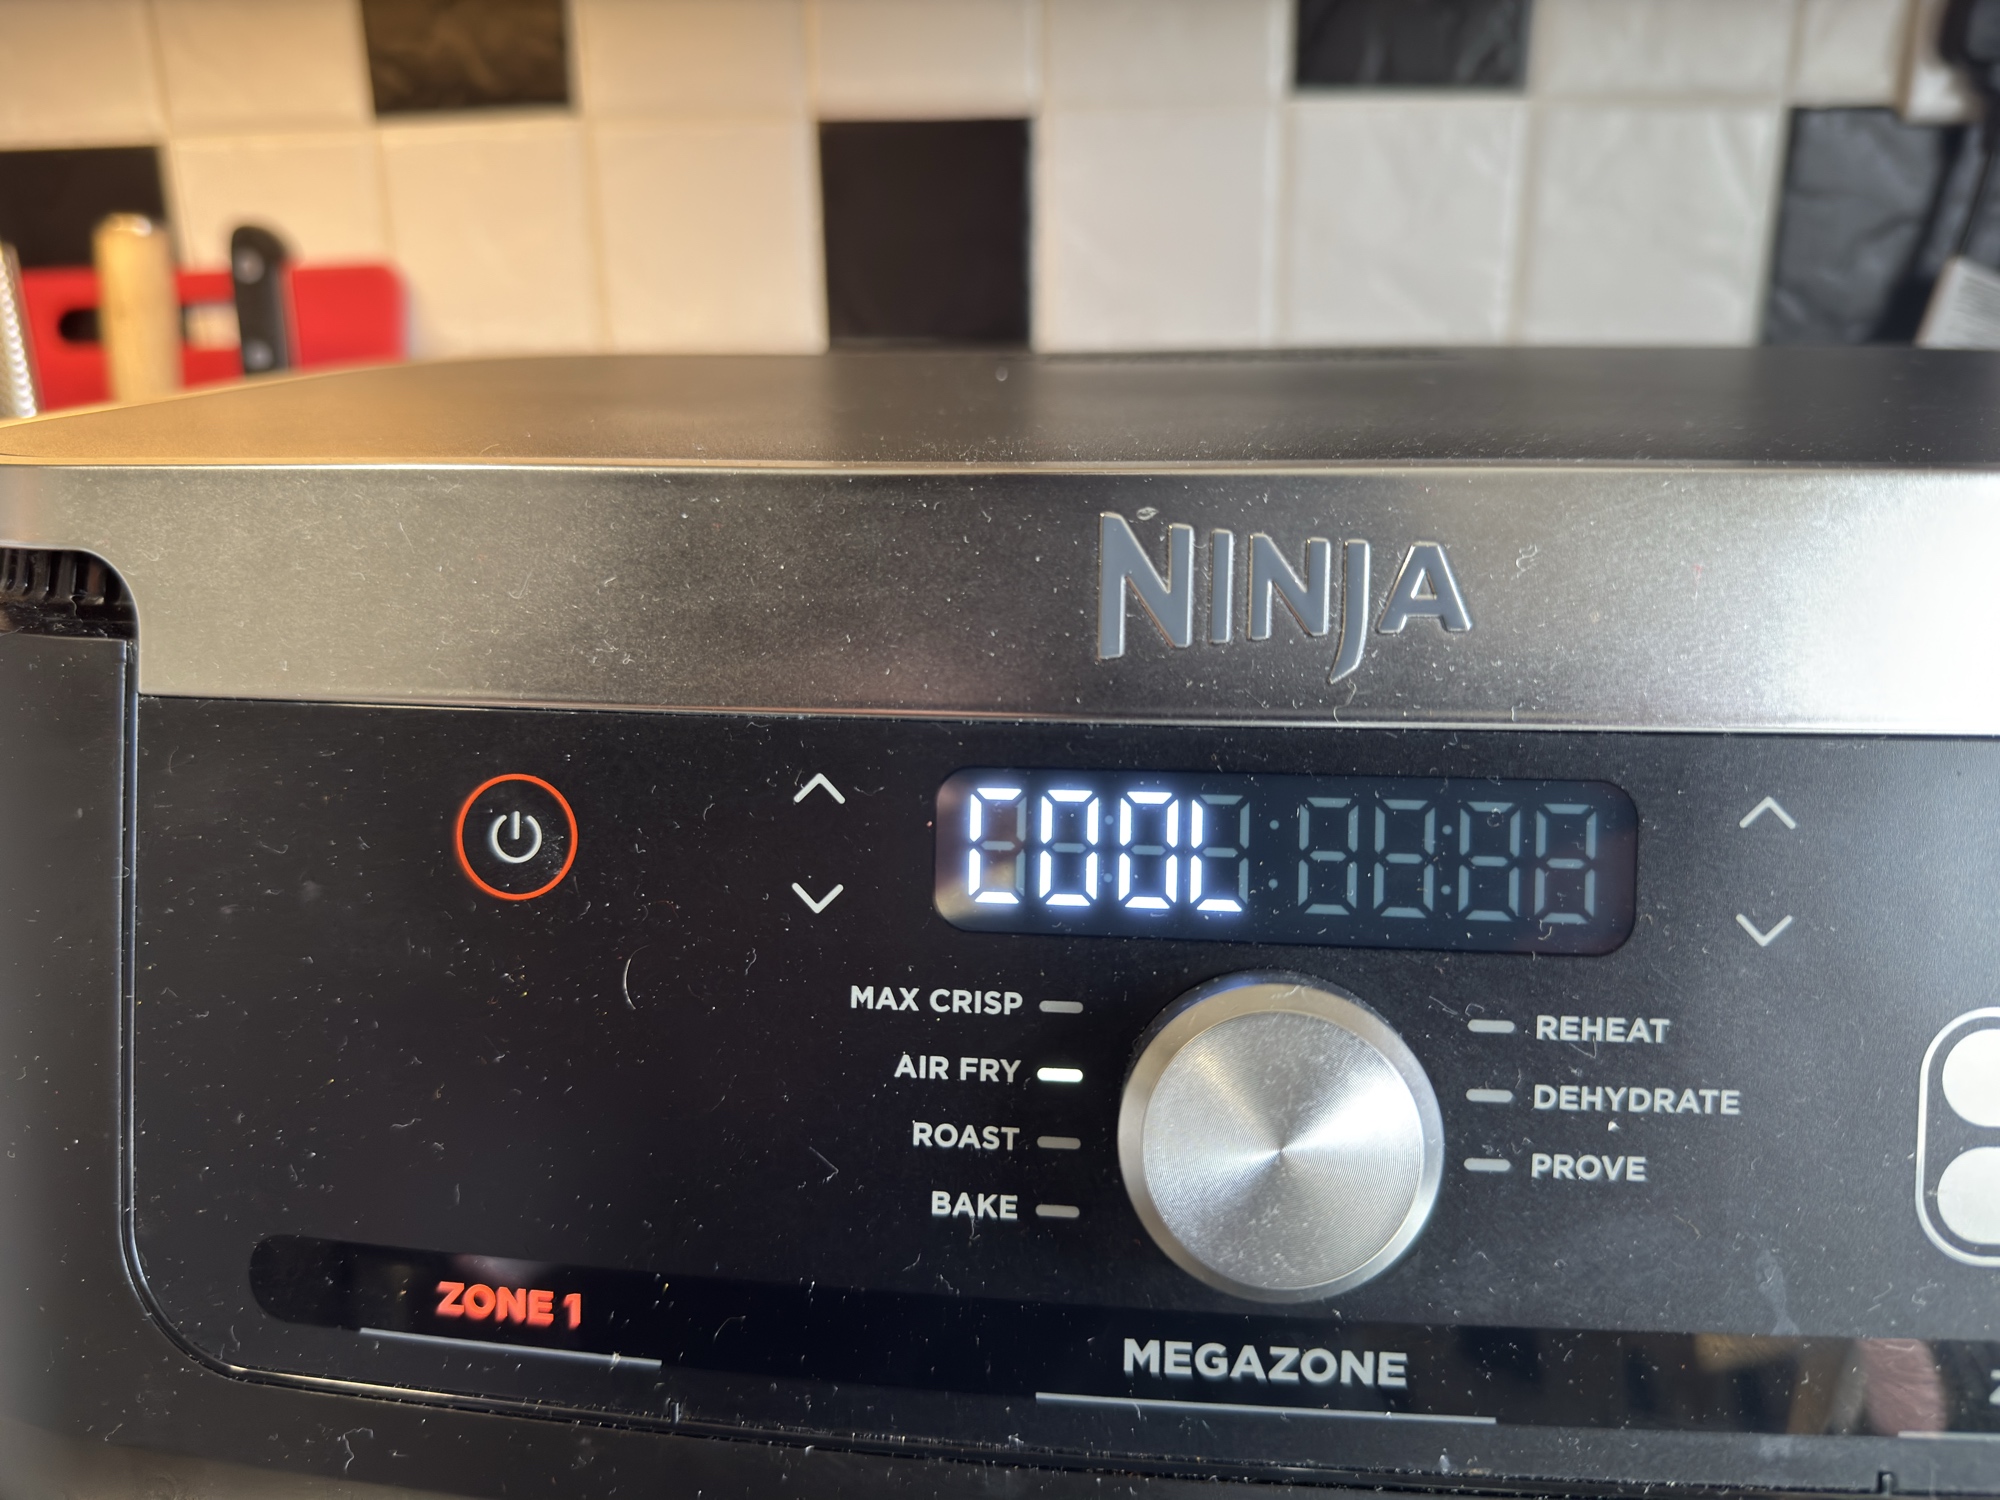 NINJA
COOL
MAX CRISP
AIR FRY
ROAST
BAKE
REHEAT
DEHYDRATE
PROVE
ZONE 1
MEGAZONE